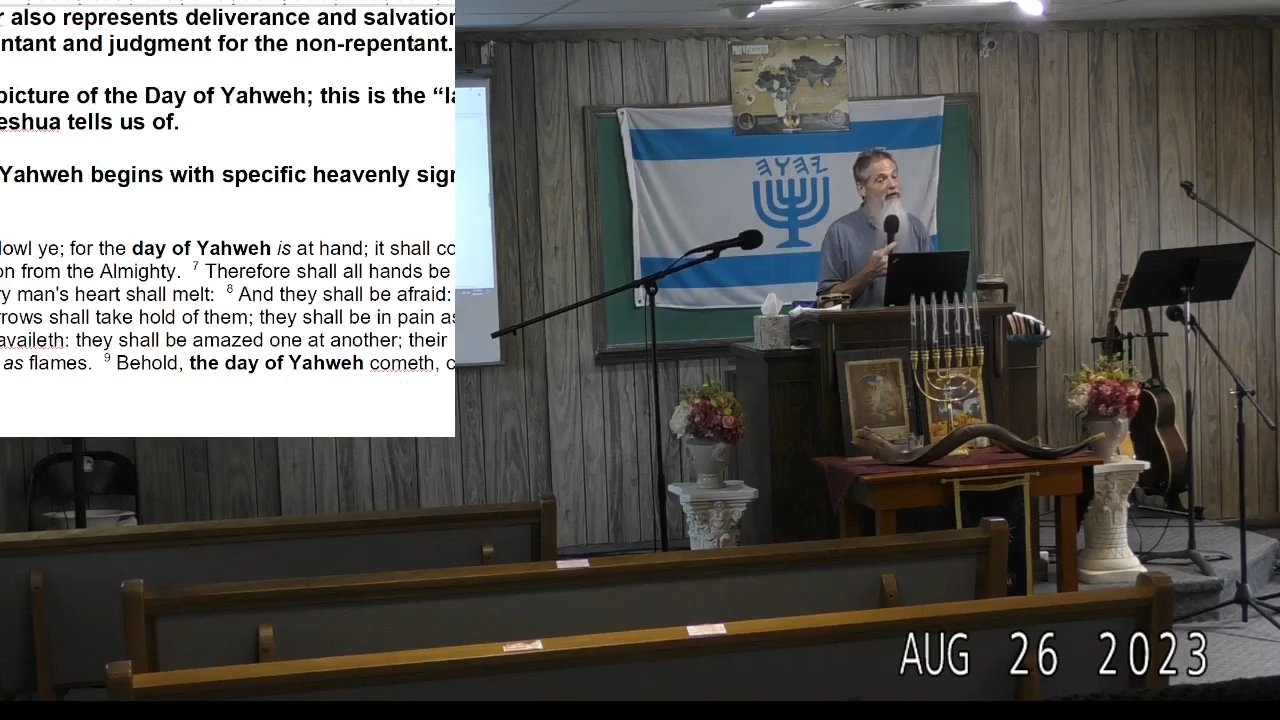 r also represents deliverance and salvation
ntant and judgment for the non-repentant.
picture of the Day of Yahweh; this is the “la
eshua tells us of.
Yahweh begins with specific heavenly sign
Howl ye; for the day of Yahweh is at hand; it shall co
on from the Almighty. 7 Therefore shall all hands be
ry man's heart shall melt: 8 And they shall be afraid:
rrows shall take hold of them; they shall be in pain as
availeth: they shall be amazed one at another; their
as flames. 9 Behold, the day of Yahweh cometh, c
𐤉𐤄𐤅𐤄
AUG 26 2023